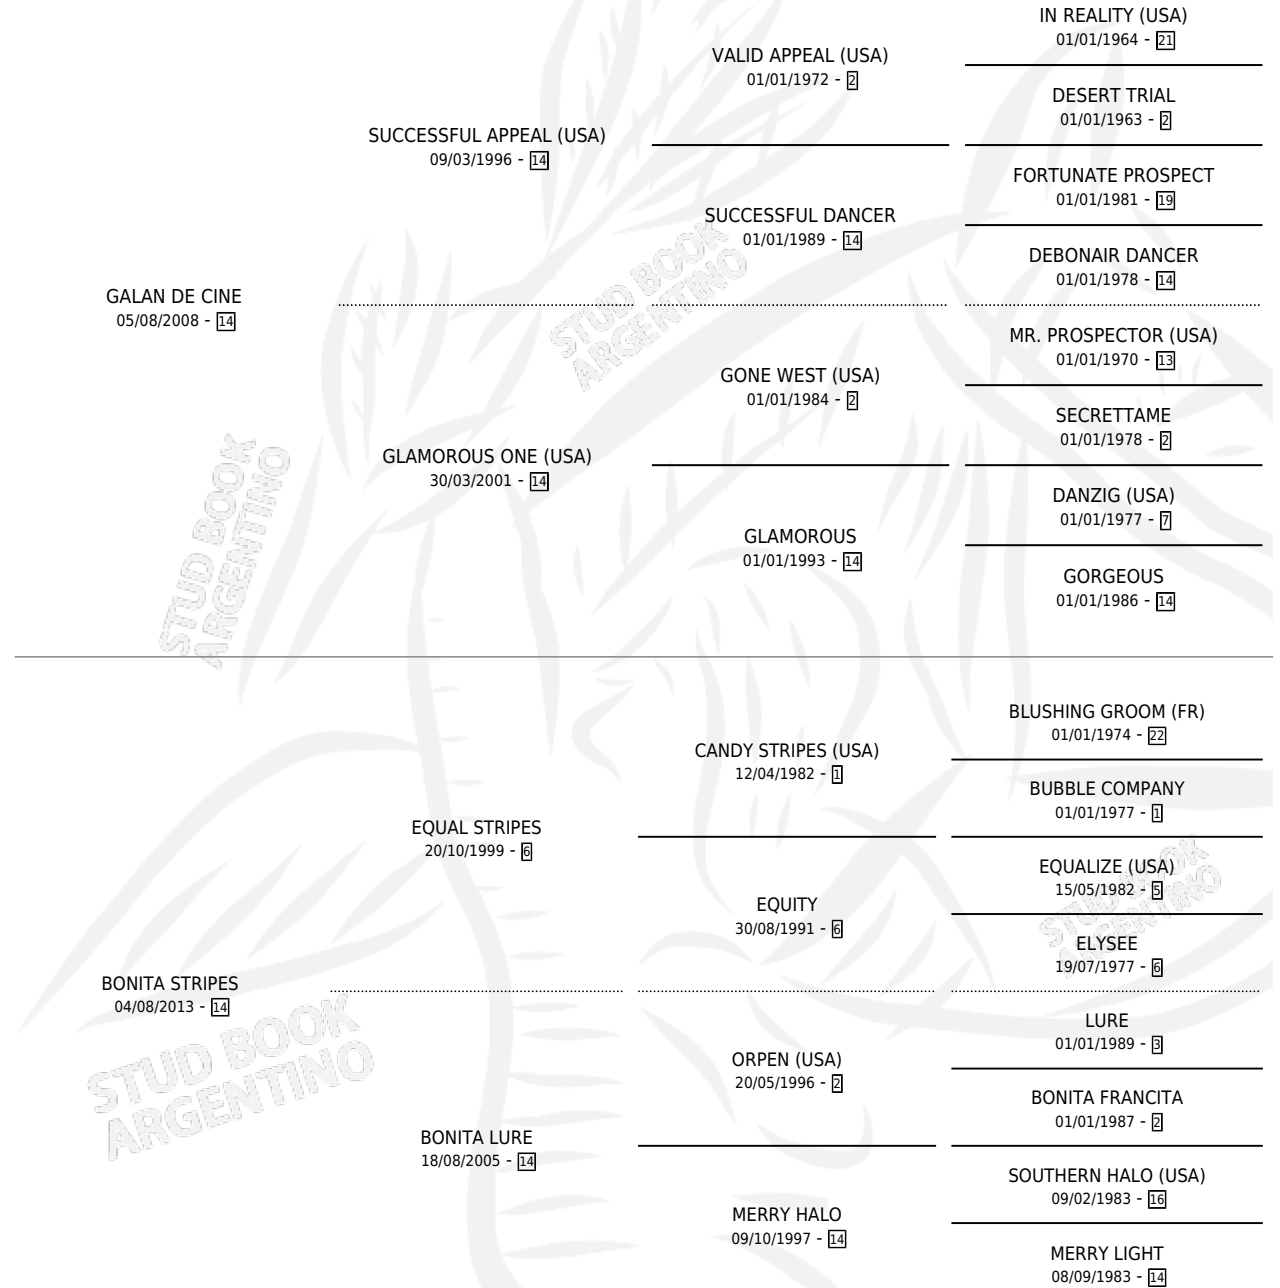 IN REALITY (USA)
01/01/1964 - 21
VALID APPEAL (USA)
01/01/1972 - 2
DESERT TRIAL
01/01/1963 - 2
SUCCESSFUL APPEAL (USA)
09/03/1996 - 14
FORTUNATE PROSPECT
01/01/1981 - 19
SUCCESSFUL DANCER
01/01/1989 - 14
DEBONAIR DANCER
01/01/1978 - 14
GALAN DE CINE
05/08/2008 - 14
STUD BOOK
ARGENTINO
MR. PROSPECTOR (USA)
01/01/1970 - 13
GONE WEST (USA)
01/01/1984 - 2
SECRETTAME
01/01/1978 - 2
GLAMOROUS ONE (USA)
30/03/2001 - 14
DANZIG (USA)
01/01/1977 - 7
GLAMOROUS
01/01/1993 - 14
GORGEOUS
01/01/1986 - 14
STUD BOOK
ARGENTINO
BLUSHING GROOM (FR)
01/01/1974 - 22
CANDY STRIPES (USA)
12/04/1982 - 1
BUBBLE COMPANY
01/01/1977 - 1
EQUAL STRIPES
20/10/1999 - 6
EQUALIZE (USA)
15/05/1982 - 5
EQUITY
30/08/1991 - 6
ELYSEE
19/07/1977 - 6
STUD BOOK
ARGENTINO
BONITA STRIPES
04/08/2013 - 14
LURE
01/01/1989 - 3
ORPEN (USA)
20/05/1996 - 2
BONITA FRANCITA
01/01/1987 - 2
STUD BOOK
ARGENTINO
BONITA LURE
18/08/2005 - 14
SOUTHERN HALO (USA)
09/02/1983 - 16
MERRY HALO
09/10/1997 - 14
MERRY LIGHT
08/09/1983 - 14